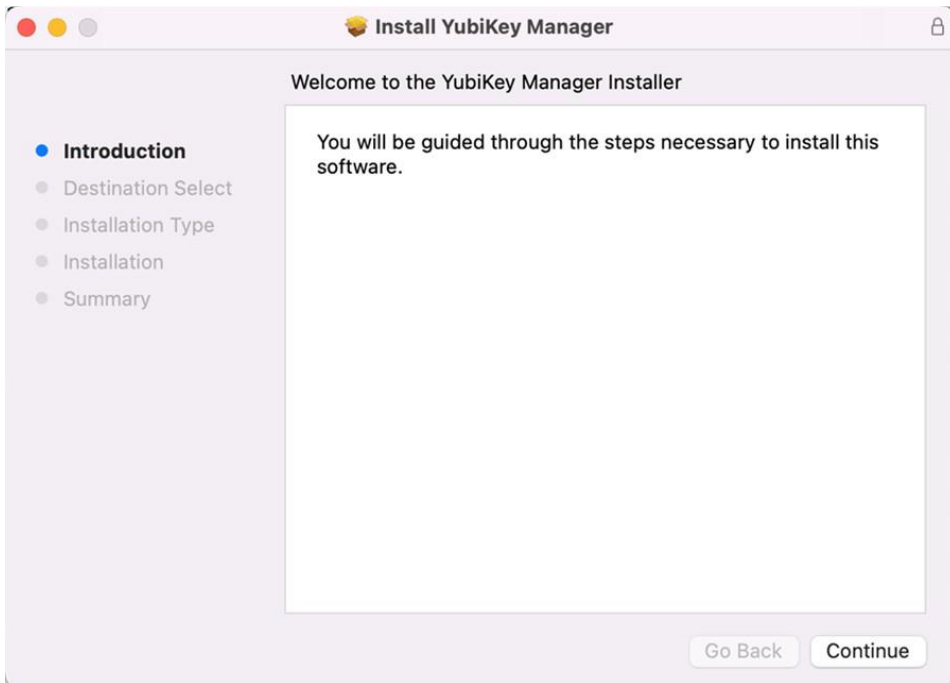 Install YubiKey Manager
Welcome to the YubiKey Manager Installer
Introduction
Destination Select
Installation Type
Installation
Summary
You will be guided through the steps necessary to install this
software.
Go Back
Continue